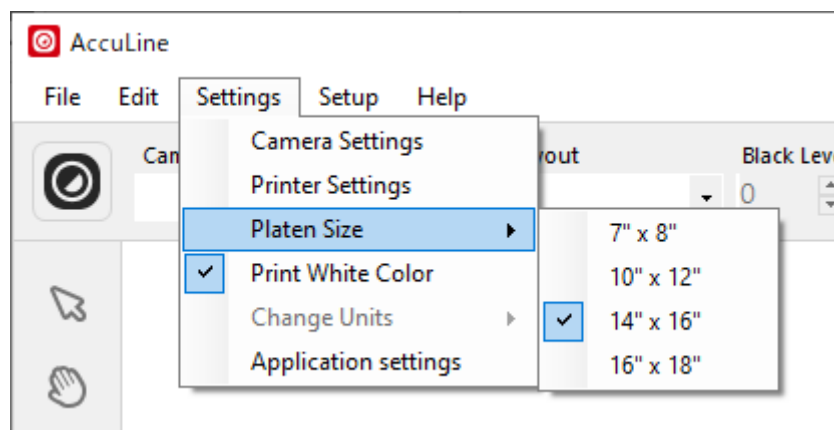 AccuLine
File Edit Settings Setup Help
Camera Settings
Printer Settings
Platen Size
Print White Color
Change Units
Application settings
Black
0
7" x 8"
10" x 12"
14" x 16"
16" x 18"